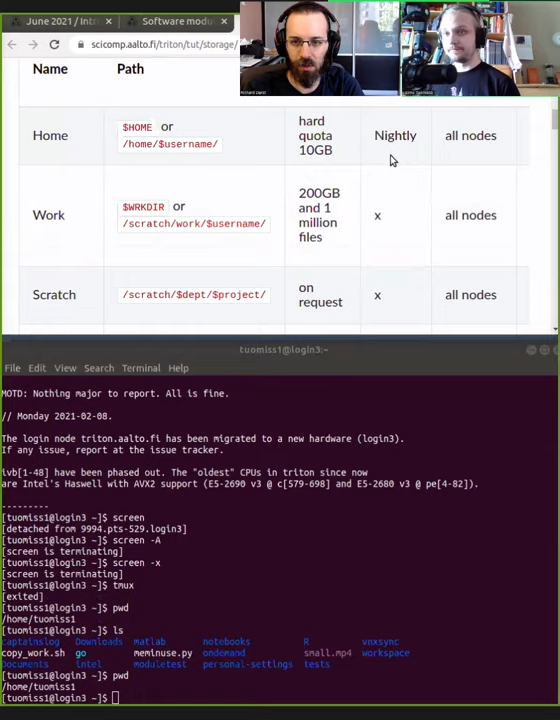 June 2021 / Intr
Software modu
scicomp.aalto.fi/triton/tut/storage/
Name Path
Home $HOME or /home/$username/ hard quota 10GB Nightly all nodes
Work $WRKDIR or /scratch/work/$username/ 200GB and 1 million files x all nodes
Scratch /scratch/$dept/$project/ on request x all nodes
tuomiss1@login3:~
File Edit View Search Terminal Help
MOTD: Nothing major to report. All is fine.
// Monday 2021-02-08.
The login node triton.aalto.fi has been migrated to a new hardware (login3).
If any issue, report at the issue tracker.
ivb[1-48] have been phased out. The "oldest" CPUs in triton since now
are Intel's Haswell with AVX2 support (E5-2690 v3 @ c[579-698] and E5-2680 v3 @ pe[4-82]).
---------
[tuomiss1@login3 ~]$ screen
[detached from 9994.pts-529.login3]
[tuomiss1@login3 ~]$ screen -A
[screen is terminating]
[tuomiss1@login3 ~]$ screen -x
[screen is terminating]
[tuomiss1@login3 ~]$ tmux
[exited]
[tuomiss1@login3 ~]$ pwd
/home/tuomiss1
[tuomiss1@login3 ~]$ ls
captainslog Downloads matlab notebooks R vnxsync
copy_work.sh go meminuse.py ondemand small.mp4 workspace
Documents intel moduletest personal-settings tests
[tuomiss1@login3 ~]$ pwd
/home/tuomiss1
[tuomiss1@login3 ~]$